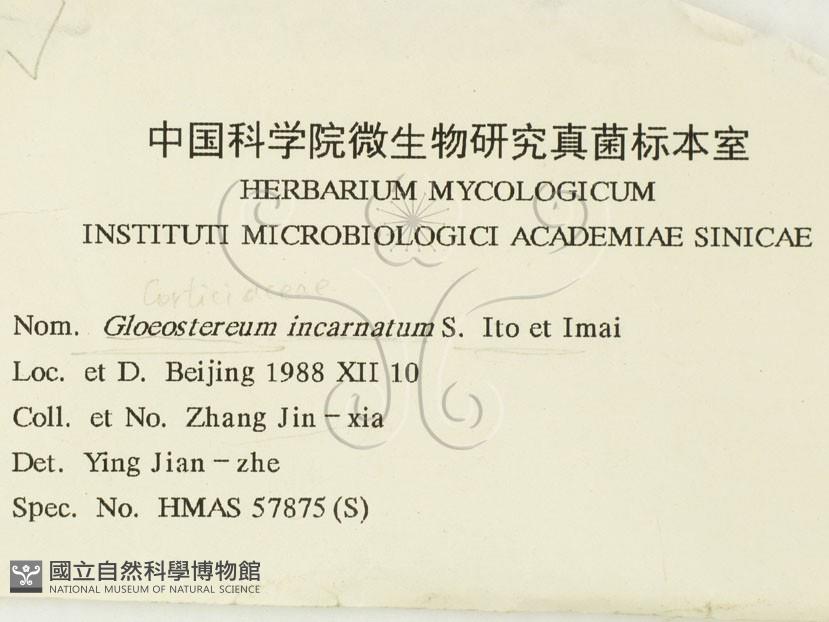 中国科学院微生物研究真菌标本室
HERBARIUM MYCOLOGICUM
INSTITUTI MICROBIOLOGICI ACADEMIAE SINICAE
Corticiaceae
Nom. Gloeostereum incarnatum S. Ito et Imai
Loc. et D. Beijing 1988 XII 10
Coll. et No. Zhang Jin－xia
Det. Ying Jian－zhe
Spec. No. HMAS 57875 (S)
國立自然科學博物館
NATIONAL MUSEUM OF NATURAL SCIENCE